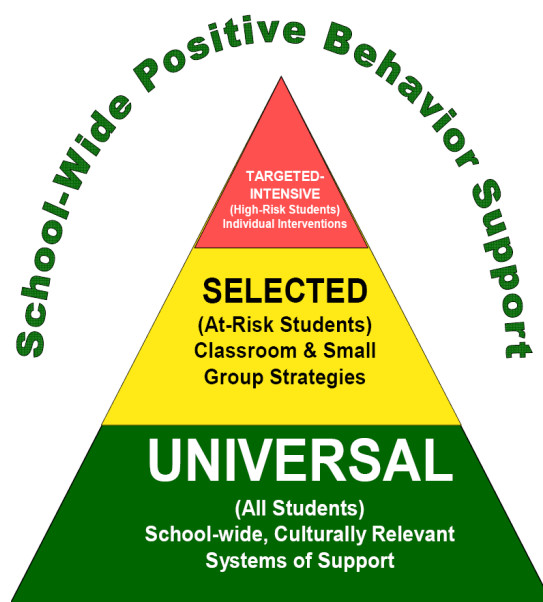 School-Wide Positive Behavior Support
TARGETED-
INTENSIVE
(High-Risk Students)
Individual Interventions
SELECTED
(At-Risk Students)
Classroom & Small
Group Strategies
UNIVERSAL
(All Students)
School-wide, Culturally Relevant
Systems of Support